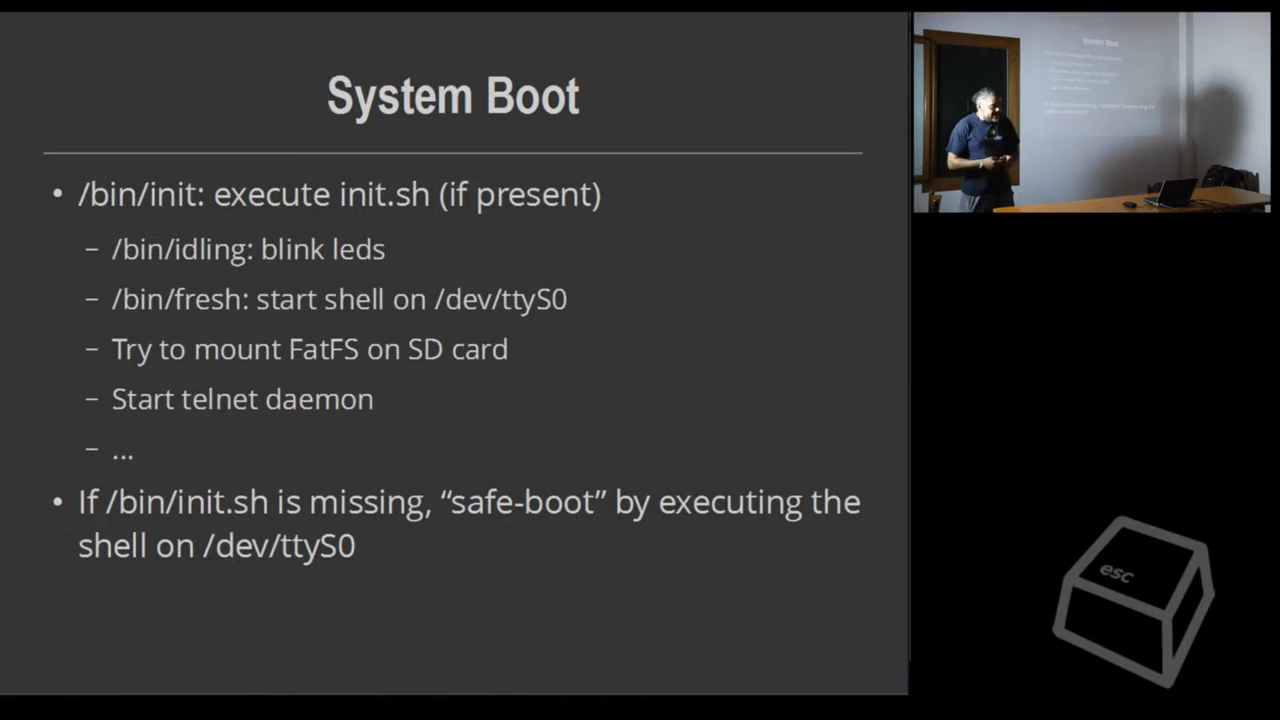 System Boot
• /bin/init: execute init.sh (if present)
– /bin/idling: blink leds
– /bin/fresh: start shell on /dev/ttyS0
– Try to mount FatFS on SD card
– Start telnet daemon
– ...
• If /bin/init.sh is missing, “safe-boot” by executing the
shell on /dev/ttyS0
System Boot
esc